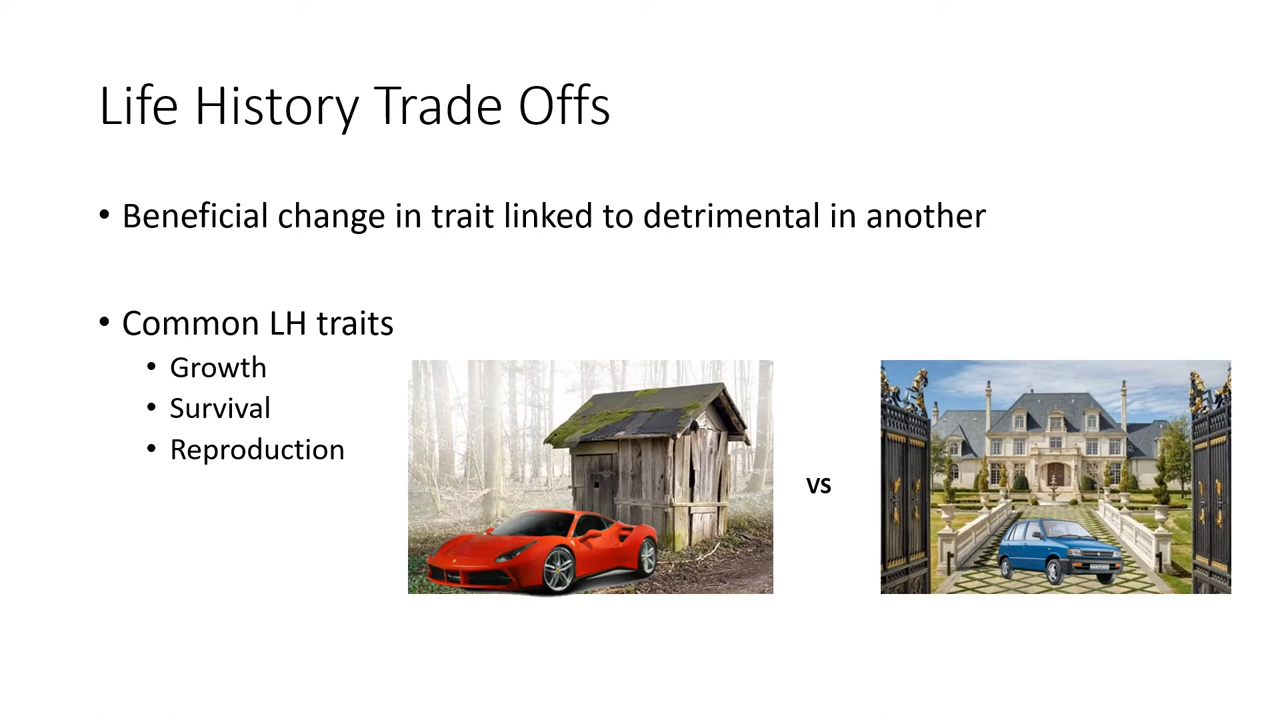 Life History Trade Offs
• Beneficial change in trait linked to detrimental in another
• Common LH traits
• Growth
• Survival
• Reproduction
vs